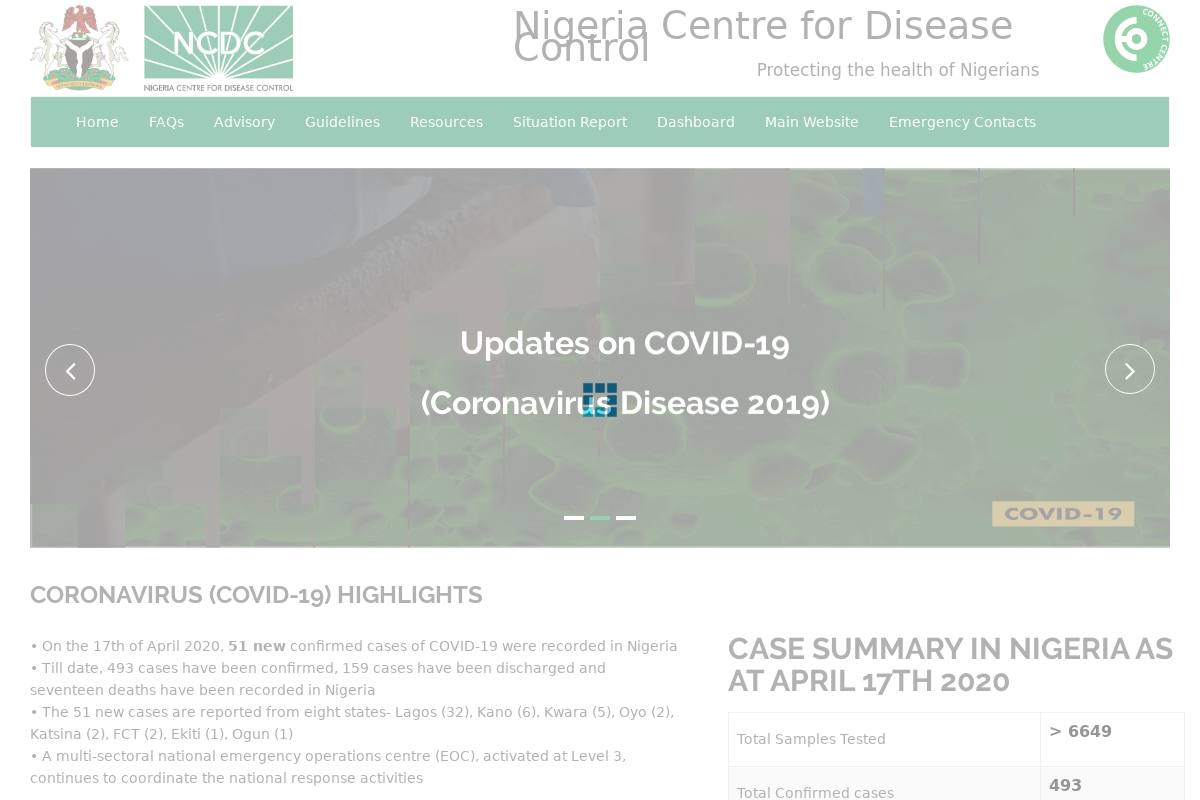 NCDC
NIGERIA CENTRE FOR DISEASE CONTROL
Nigeria Centre for Disease
Control
Protecting the health of Nigerians
CONNECT CENTRE
Home FAQs Advisory Guidelines Resources Situation Report Dashboard Main Website Emergency Contacts
Updates on COVID-19
(Coronavirus Disease 2019)
COVID-19
CORONAVIRUS (COVID-19) HIGHLIGHTS
• On the 17th of April 2020, 51 new confirmed cases of COVID-19 were recorded in Nigeria
• Till date, 493 cases have been confirmed, 159 cases have been discharged and
seventeen deaths have been recorded in Nigeria
• The 51 new cases are reported from eight states- Lagos (32), Kano (6), Kwara (5), Oyo (2),
Katsina (2), FCT (2), Ekiti (1), Ogun (1)
• A multi-sectoral national emergency operations centre (EOC), activated at Level 3,
continues to coordinate the national response activities
CASE SUMMARY IN NIGERIA AS
AT APRIL 17TH 2020
Total Samples Tested > 6649
Total Confirmed cases 493